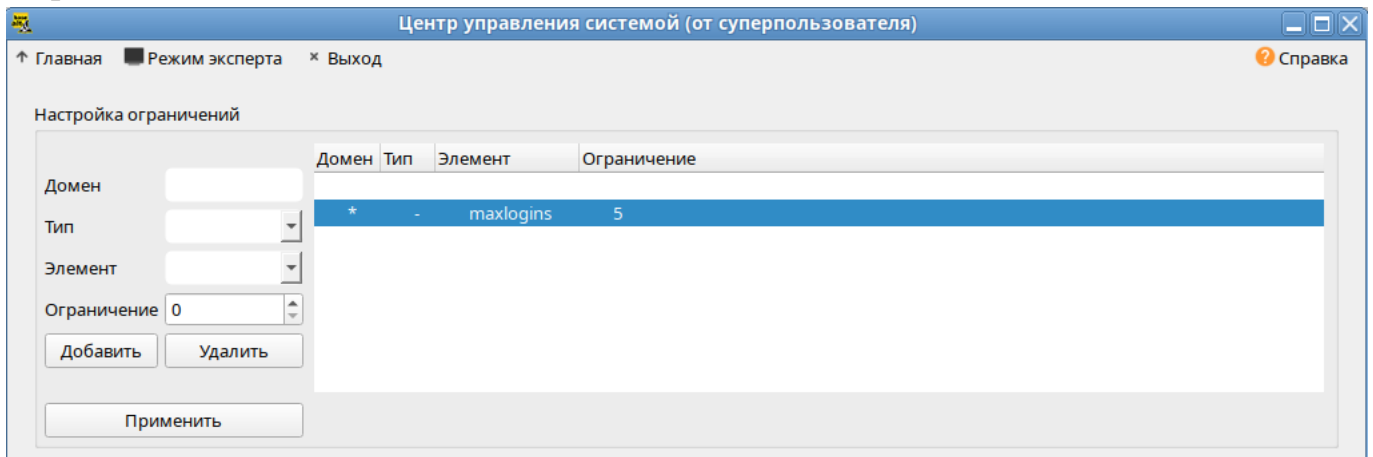 Центр управления системой (от суперпользователя)
Главная Режим эксперта × Выход Справка
Настройка ограничений
Домен Тип Элемент Ограничение
Домен
* - maxlogins 5
Тип
Элемент
Ограничение 0
Добавить Удалить
Применить